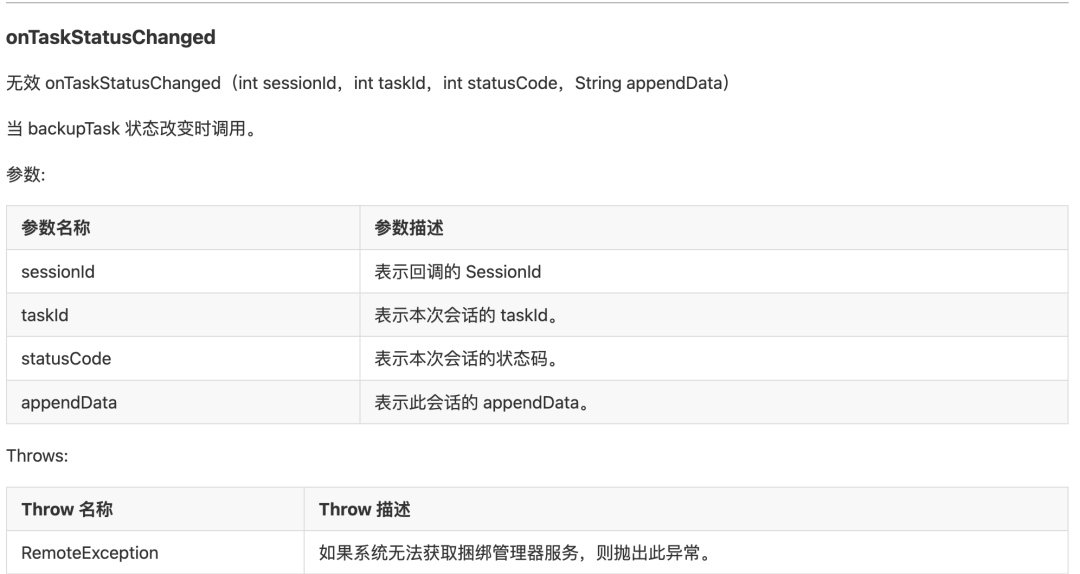 onTaskStatusChanged
无效 onTaskStatusChanged（int sessionId，int taskId，int statusCode，String appendData）
当 backupTask 状态改变时调用。
参数:
参数名称 参数描述
sessionId 表示回调的 SessionId
taskId 表示本次会话的 taskId。
statusCode 表示本次会话的状态码。
appendData 表示此会话的 appendData。
Throws:
Throw 名称 Throw 描述
RemoteException 如果系统无法获取捆绑管理器服务，则抛出此异常。